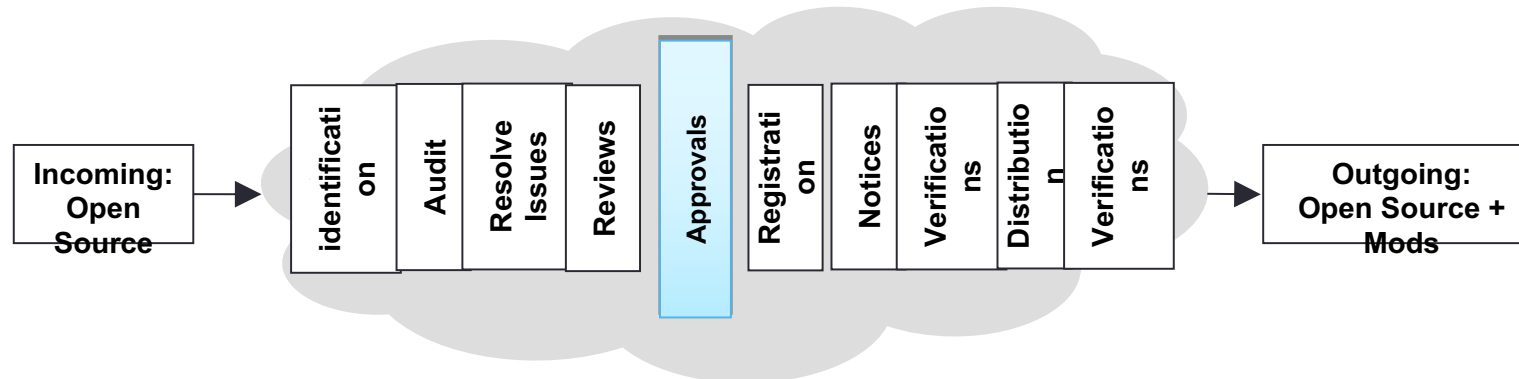 Incoming:
Open
Source
identificati
on
Audit
Resolve
Issues
Reviews
Approvals
Registrati
on
Notices
Verificatio
ns
Distributio
n
Verificatio
ns
Outgoing:
Open Source +
Mods